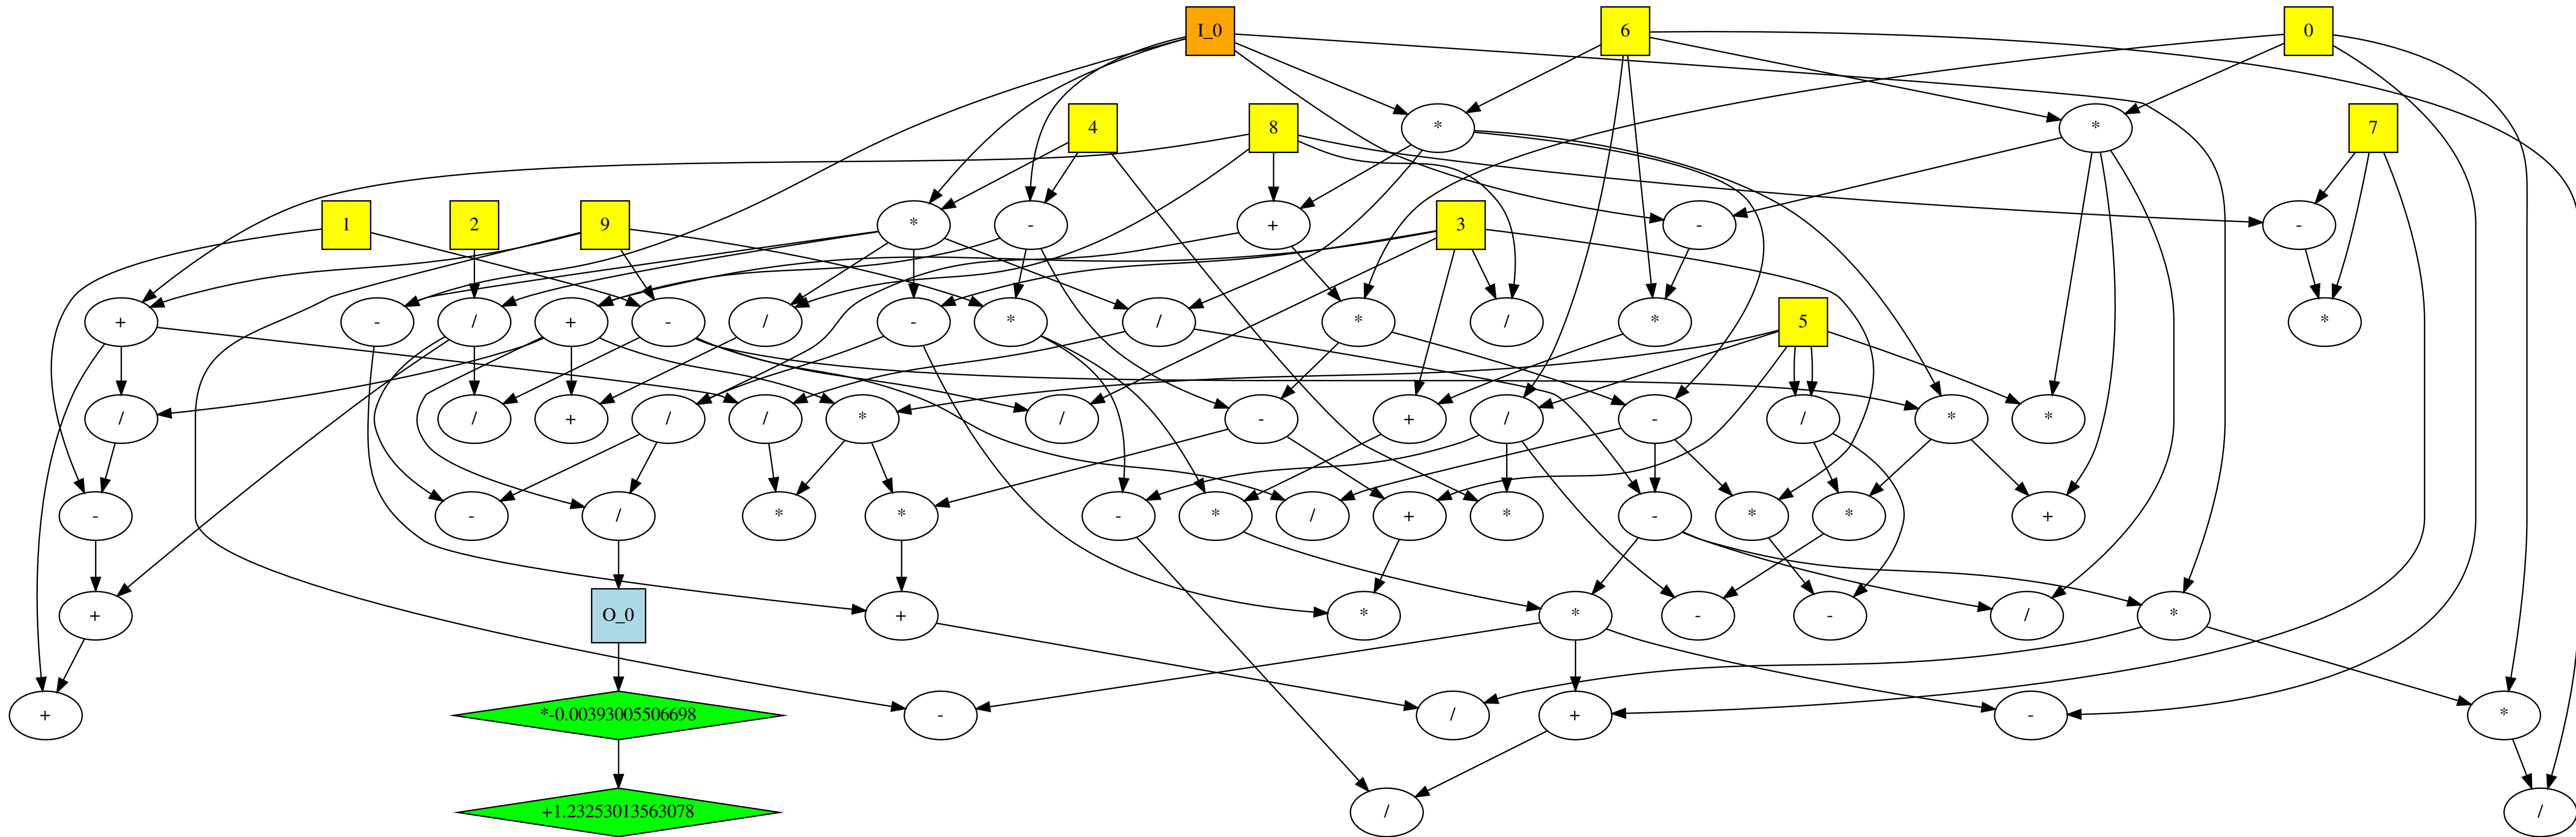 I_0 6 0
4 8 * * 7
1 2 9 * - + 3 - -
+ - / + - / - * / * / * 5 *
/ / + / / * / - + / - / * *
- - / * * - * / + * - * * +
+ O_0 + * * - - / *
+ *-0.00393005506698 - / + - *
+1.23253013563078 / /